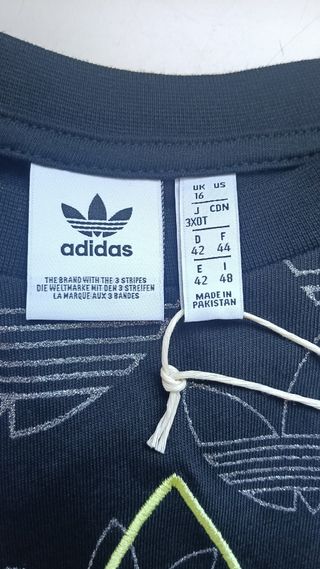 adidas
THE BRAND WITH THE 3 STRIPES
DIE WELTMARKE MIT DEN 3 STREIFEN
LA MARQUE AUX 3 BANDES
UK US
16
J CDN
3XOT
D F
42 44
E I
42 48
MADE IN
PAKISTAN